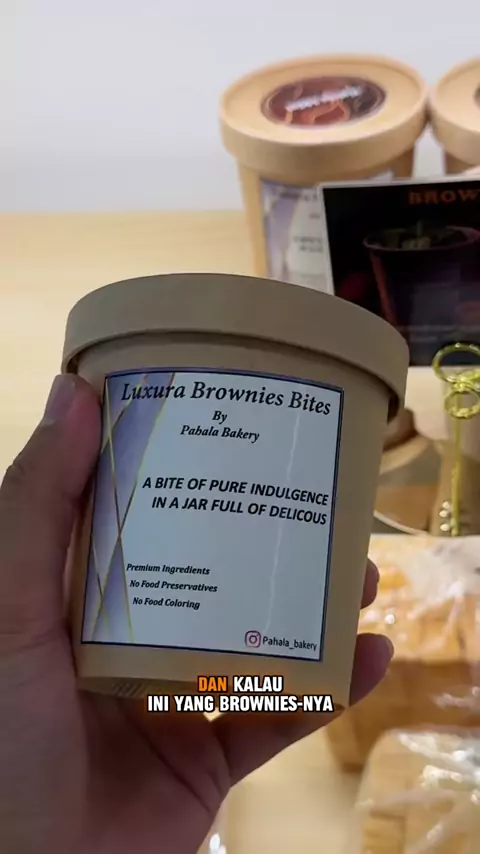 BROW
Luxura Brownies Bites
By
Pahala Bakery
A BITE OF PURE INDULGENCE
IN A JAR FULL OF DELICOUS
Premium Ingredients
No Food Preservatives
No Food Coloring
Pahala_bakery
DAN KALAU
INI YANG BROWNIES-NYA